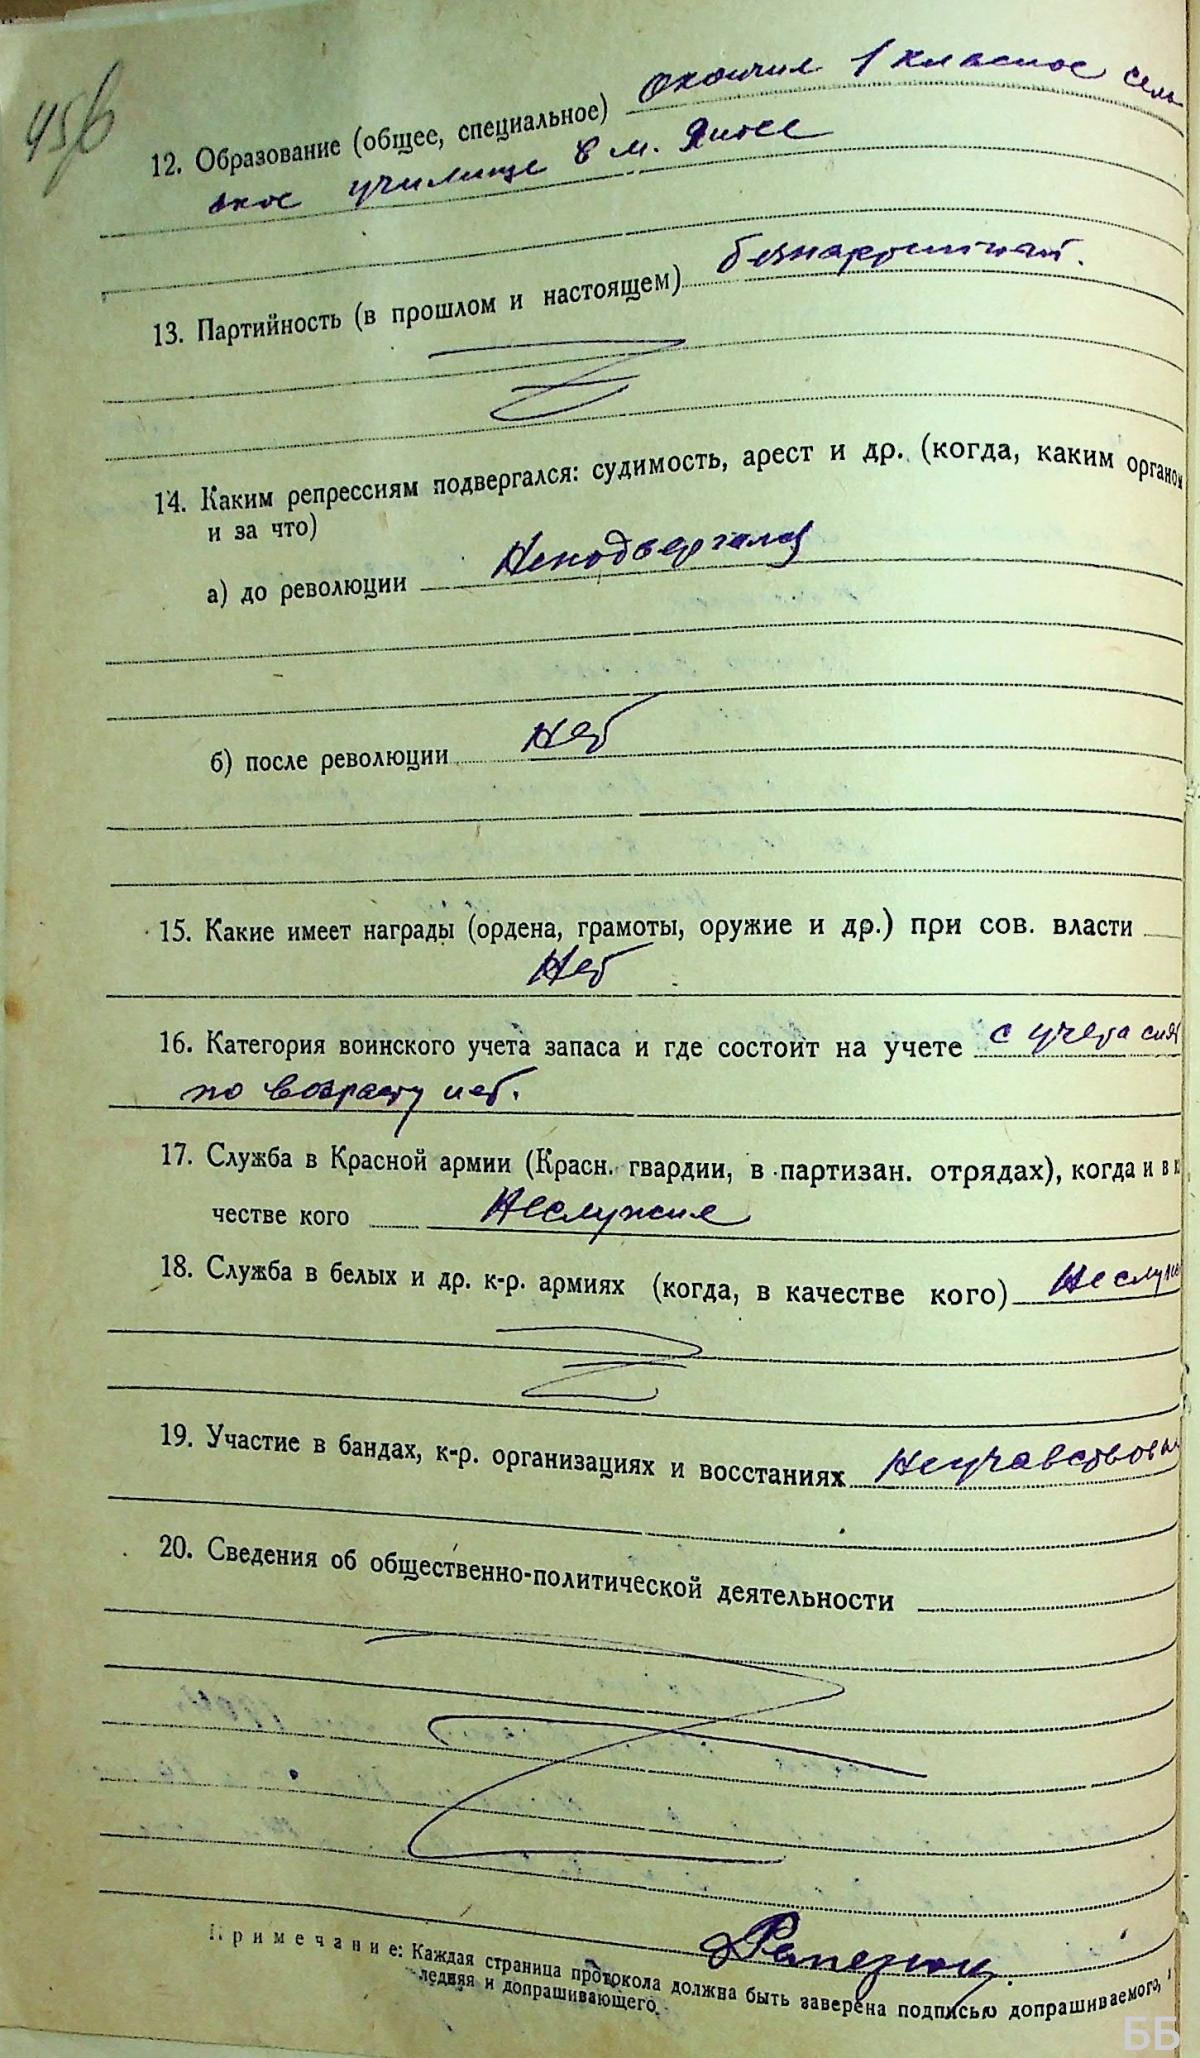 45б
12. Образование (общее, специальное) окончил 1 классное сель
ское училище в м.
13. Партийность (в прошлом и настоящем) беспартийный.
14. Каким репрессиям подвергался: судимость, арест и др. (когда, каким органом
и за что)
а) до революции Неподвергался
б) после революции Нет
15. Какие имеет награды (ордена, грамоты, оружие и др.) при сов. власти
Нет
16. Категория воинского учета запаса и где состоит на учете с учета снят
по возрасту лет.
17. Служба в Красной армии (Красн. гвардии, в партизан. отрядах), когда и в к
честве кого Неслужил
18. Служба в белых и др. к-р. армиях (когда, в качестве кого) Неслужил
19. Участие в бандах, к-р. организациях и восстаниях Неучавствовал
20. Сведения об общественно-политической деятельности
Примечание: Каждая страница протокола должна быть заверена подписью допрашиваемого,
ледняя и допрашивающего.
ББ